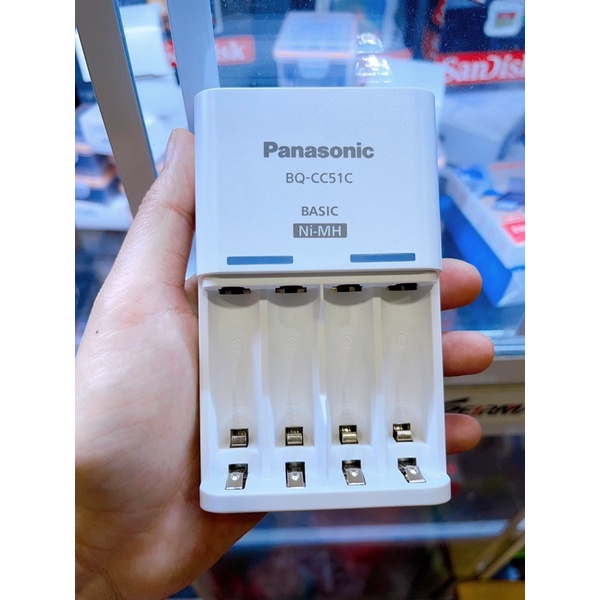 SanDisk
Panasonic
BQ-CC51C
BASIC
Ni-MH